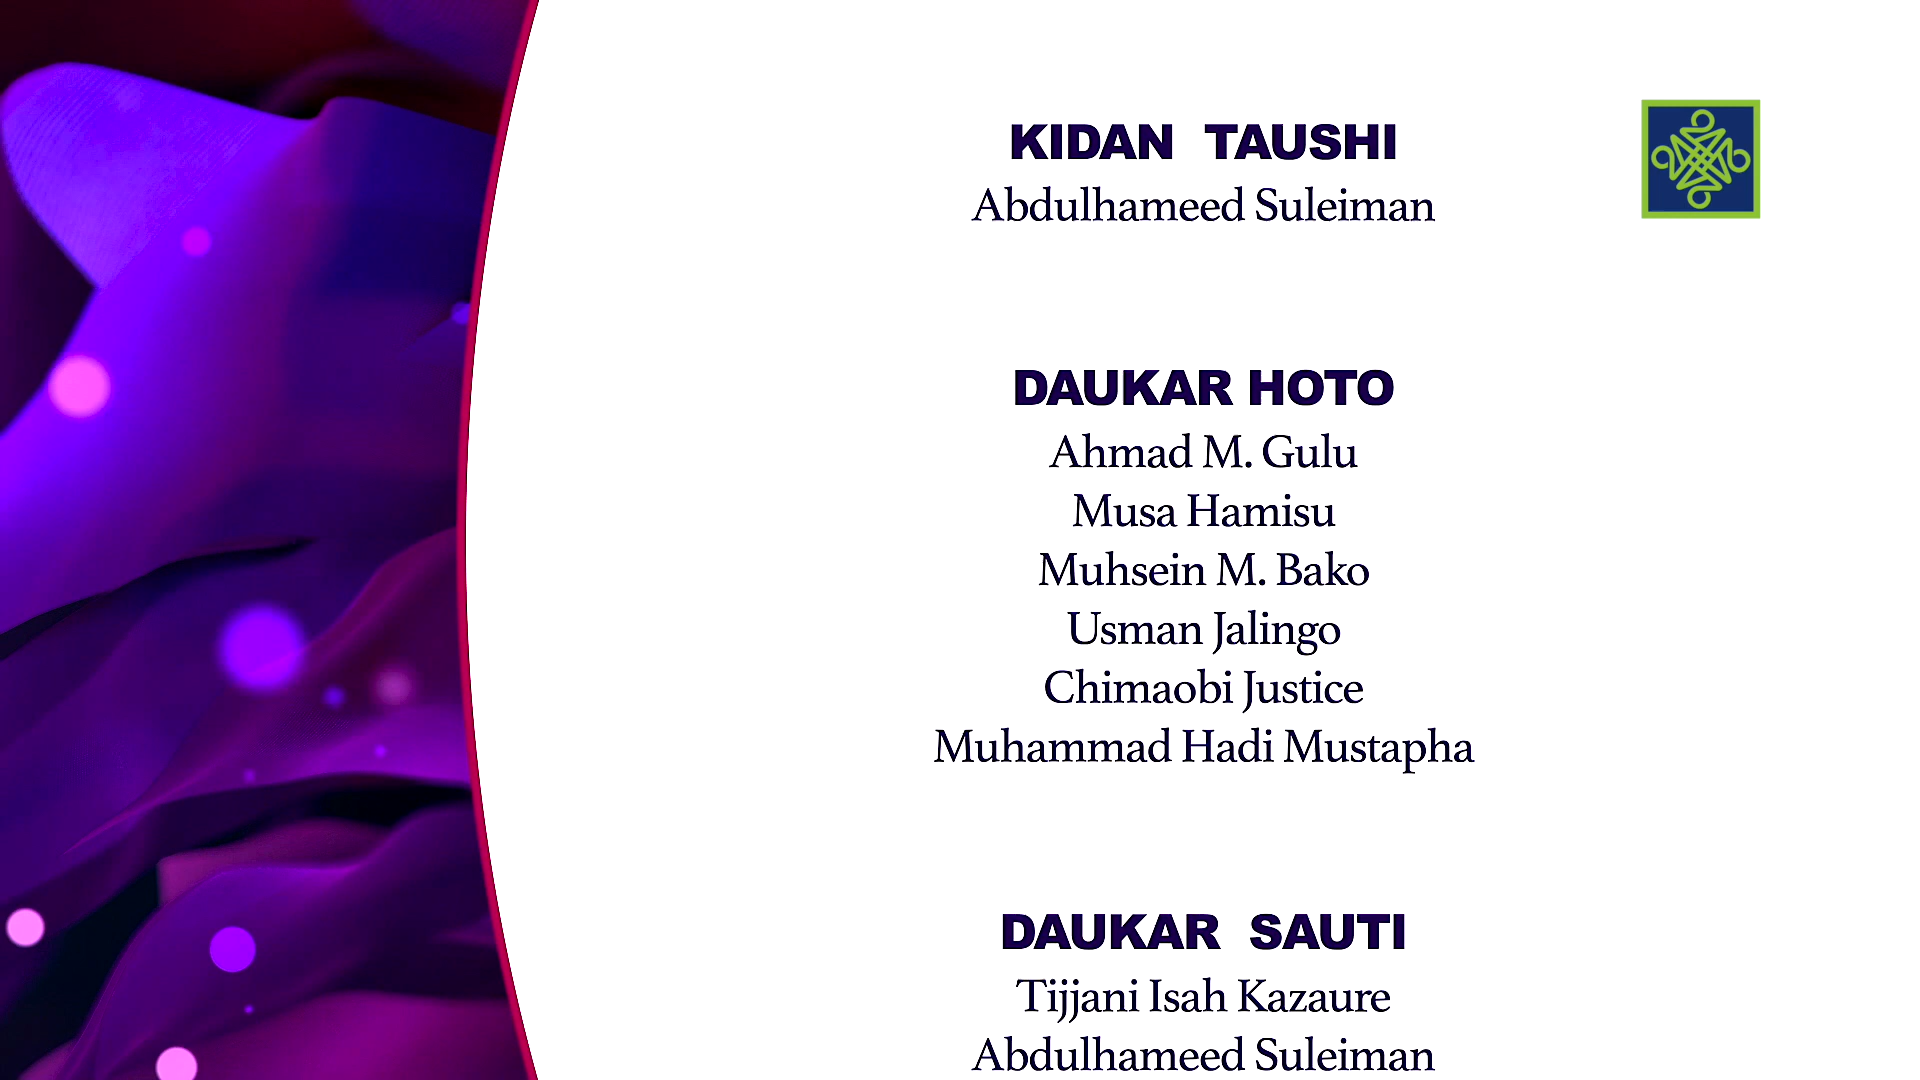 KIDAN TAUSHI
Abdulhameed Suleiman
DAUKAR HOTO
Ahmad M. Gulu
Musa Hamisu
Muhsein M. Bako
Usman Jalingo
Chimaobi Justice
Muhammad Hadi Mustapha
DAUKAR SAUTI
Tijjani Isah Kazaure
Abdulhameed Suleiman